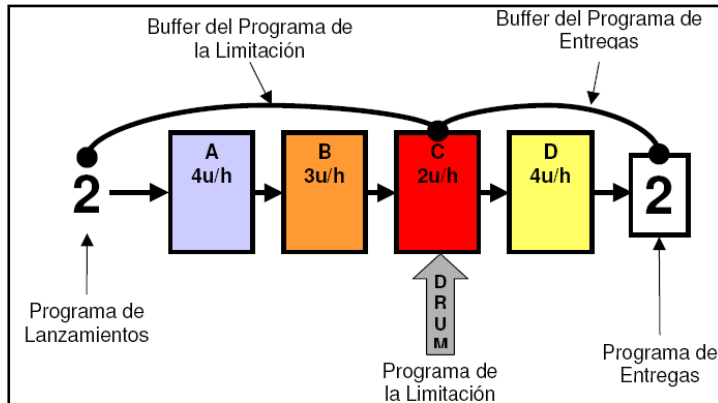 Buffer del Programa de
la Limitación
Buffer del Programa de
Entregas
2
A
4u/h
B
3u/h
C
2u/h
D
4u/h
2
D
R
U
M
Programa de
Lanzamientos
Programa de
la Limitación
Programa de
Entregas